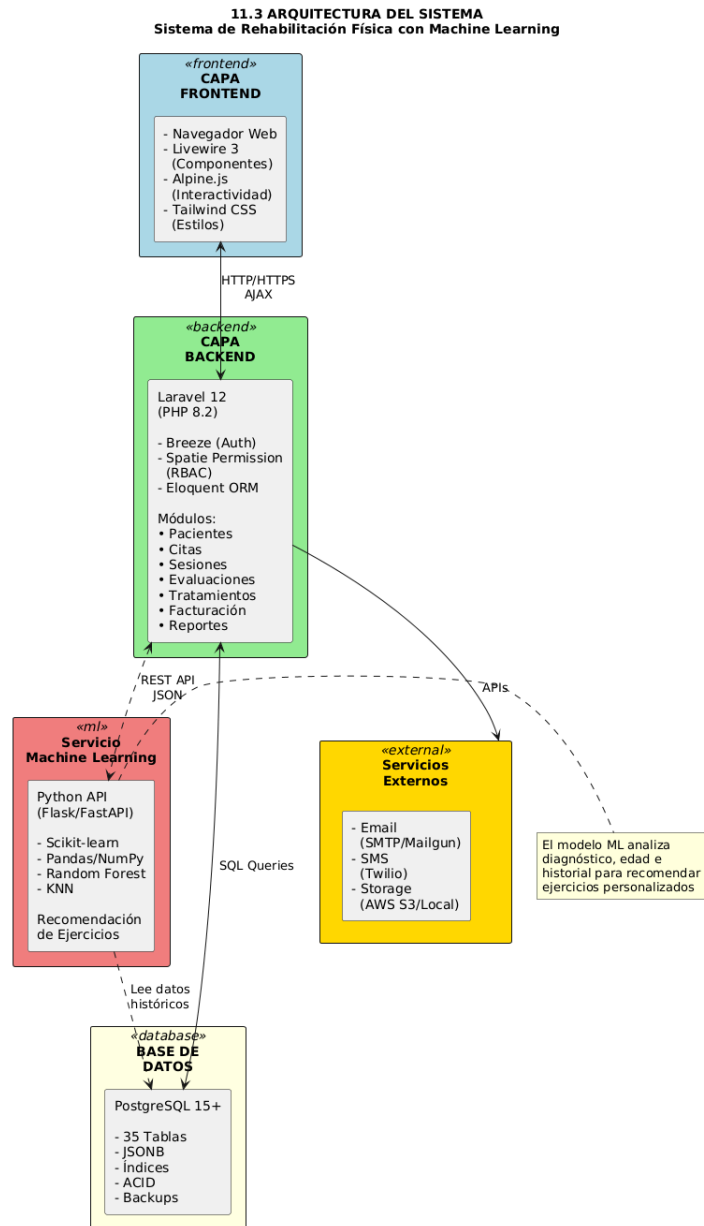 11.3 ARQUITECTURA DEL SISTEMA
Sistema de Rehabilitación Física con Machine Learning
«frontend»
CAPA
FRONTEND
- Navegador Web
- Livewire 3
(Componentes)
- Alpine.js
(Interactividad)
- Tailwind CSS
(Estilos)
HTTP/HTTPS
AJAX
«backend»
CAPA
BACKEND
Laravel 12
(PHP 8.2)
- Breeze (Auth)
- Spatie Permission
(RBAC)
- Eloquent ORM
Módulos:
• Pacientes
• Citas
• Sesiones
• Evaluaciones
• Tratamientos
• Facturación
• Reportes
REST API
JSON
APIs
«ml»
Servicio
Machine Learning
Python API
(Flask/FastAPI)
- Scikit-learn
- Pandas/NumPy
- Random Forest
- KNN
Recomendación
de Ejercicios
SQL Queries
«external»
Servicios
Externos
- Email
(SMTP/Mailgun)
- SMS
(Twilio)
- Storage
(AWS S3/Local)
El modelo ML analiza
diagnóstico, edad e
historial para recomendar
ejercicios personalizados
Lee datos
históricos
«database»
BASE DE
DATOS
PostgreSQL 15+
- 35 Tablas
- JSONB
- Índices
- ACID
- Backups